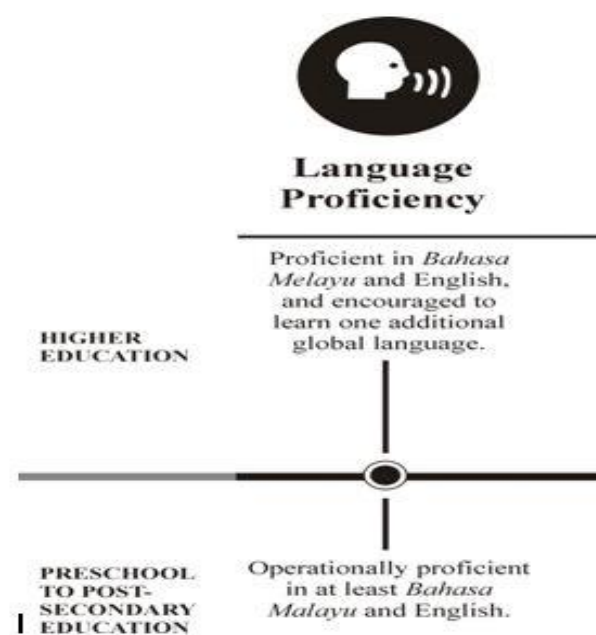 Language
Proficiency
Proficient in Bahasa
Melayu and English,
and encouraged to
learn one additional
global language.
HIGHER
EDUCATION
PRESCHOOL
TO POST-
SECONDARY
EDUCATION
Operationally proficient
in at least Bahasa
Malayu and English.